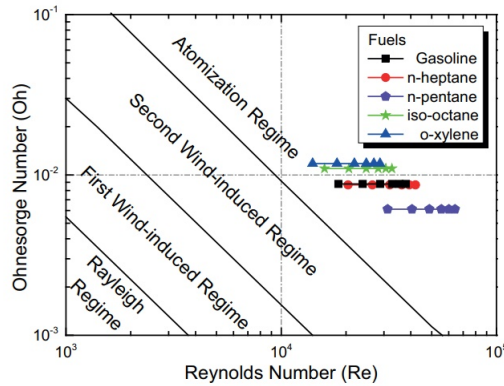 Ohnesorge Number (Oh)
10⁻¹
10⁻²
10⁻³
Atomization Regime
Second Wind-induced Regime
First Wind-induced Regime
Rayleigh
Regime
Fuels
Gasoline
n-heptane
n-pentane
iso-octane
o-xylene
10³
10⁴
Reynolds Number (Re)